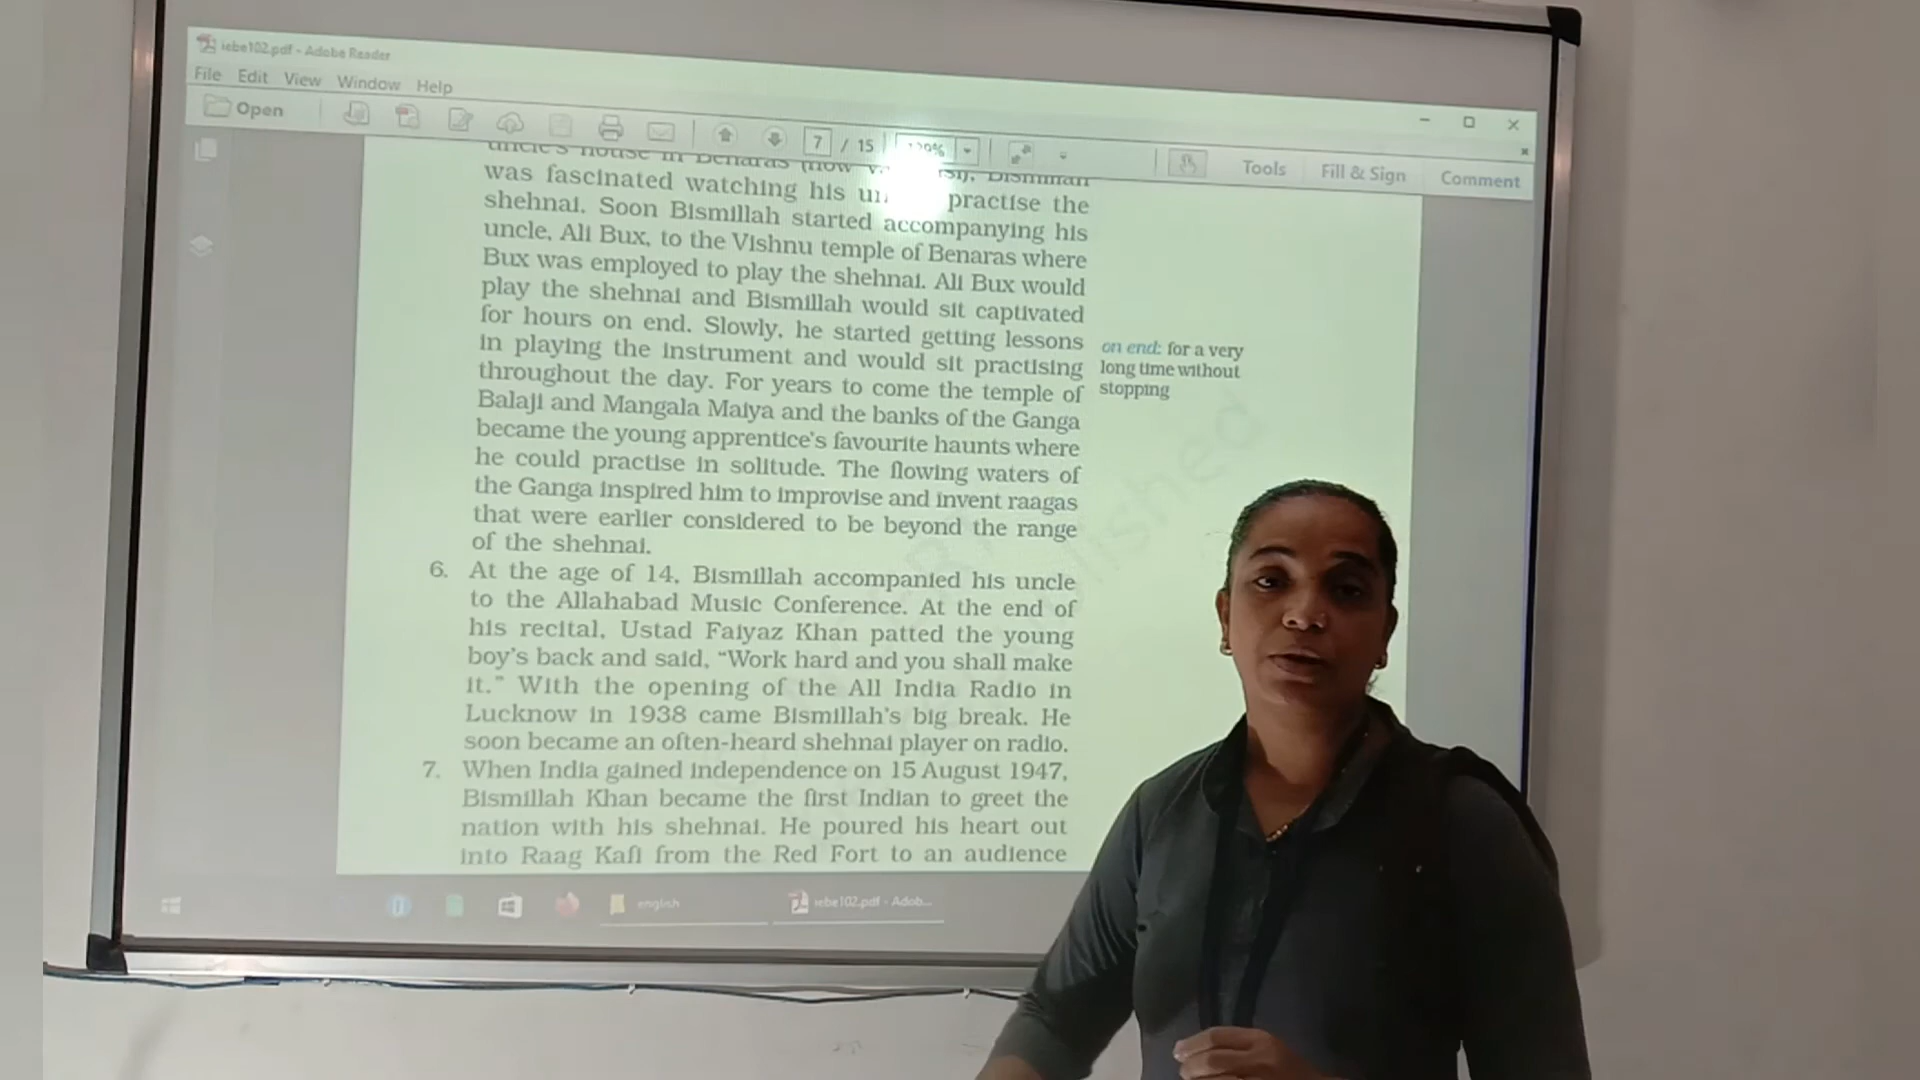 iebe102.pdf - Adobe Reader
File Edit View Window Help
Open
7 / 15
Tools Fill & Sign Comment
uncle's house in Benaras (now Bismillah
was fascinated watching his practise the
shehnai. Soon Bismillah started accompanying his
uncle, Ali Bux, to the Vishnu temple of Benaras where
Bux was employed to play the shehnai. Ali Bux would
play the shehnai and Bismillah would sit captivated
for hours on end. Slowly, he started getting lessons
in playing the instrument and would sit practising
throughout the day. For years to come the temple of
Balaji and Mangala Maiya and the banks of the Ganga
became the young apprentice's favourite haunts where
he could practise in solitude. The flowing waters of
the Ganga inspired him to improvise and invent raagas
that were earlier considered to be beyond the range
of the shehnai.
on end: for a very
long time without
stopping
6. At the age of 14, Bismillah accompanied his uncle
to the Allahabad Music Conference. At the end of
his recital, Ustad Faiyaz Khan patted the young
boy's back and said, “Work hard and you shall make
it.” With the opening of the All India Radio in
Lucknow in 1938 came Bismillah's big break. He
soon became an often-heard shehnai player on radio.
7. When India gained independence on 15 August 1947,
Bismillah Khan became the first Indian to greet the
nation with his shehnai. He poured his heart out
into Raag Kafi from the Red Fort to an audience
english
iebe102.pdf - Adob...